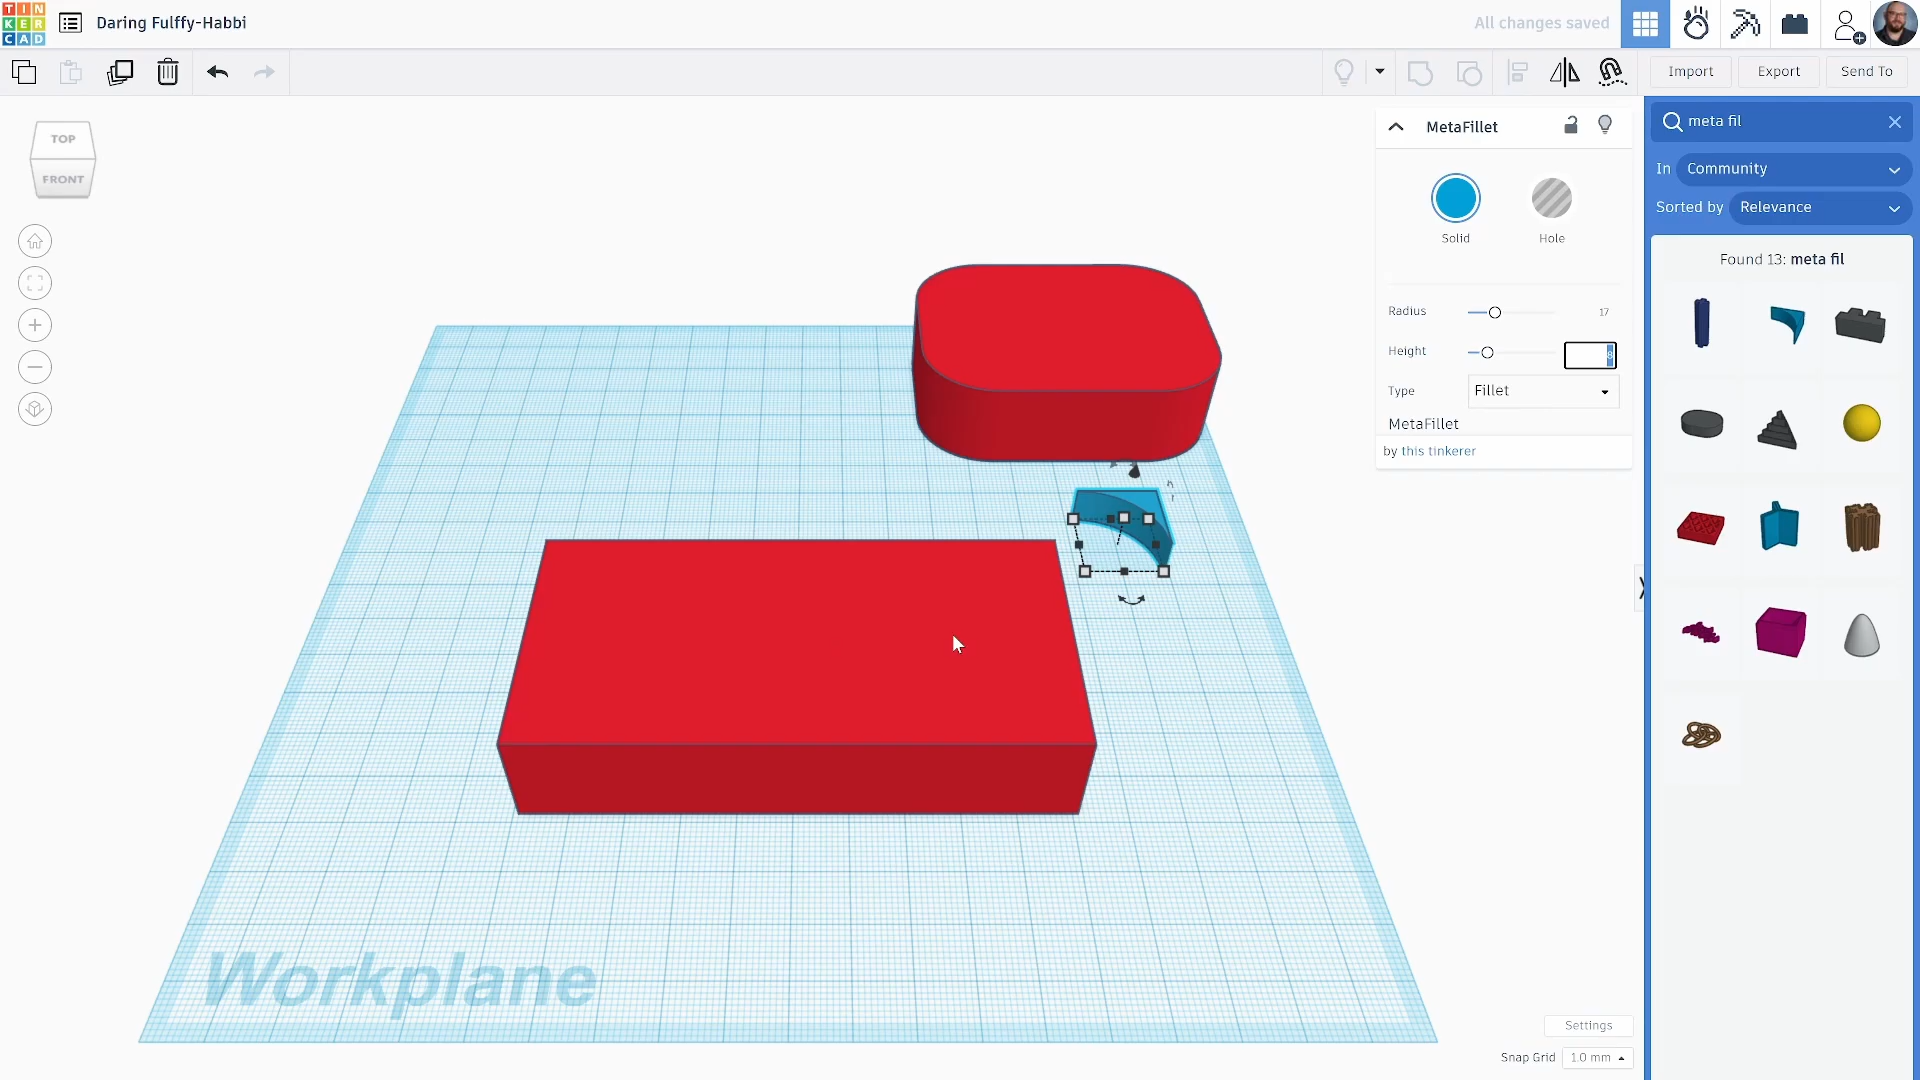 TIN
KER
CAD
Daring Fulffy-Habbi
All changes saved
Import
Export
Send To
TOP
FRONT
MetaFillet
Solid
Hole
Radius
17
Height
Type
Fillet
MetaFillet
by this tinkerer
meta fil
In
Community
Sorted by
Relevance
Found 13: meta fil
Workplane
Settings
Snap Grid
1.0 mm